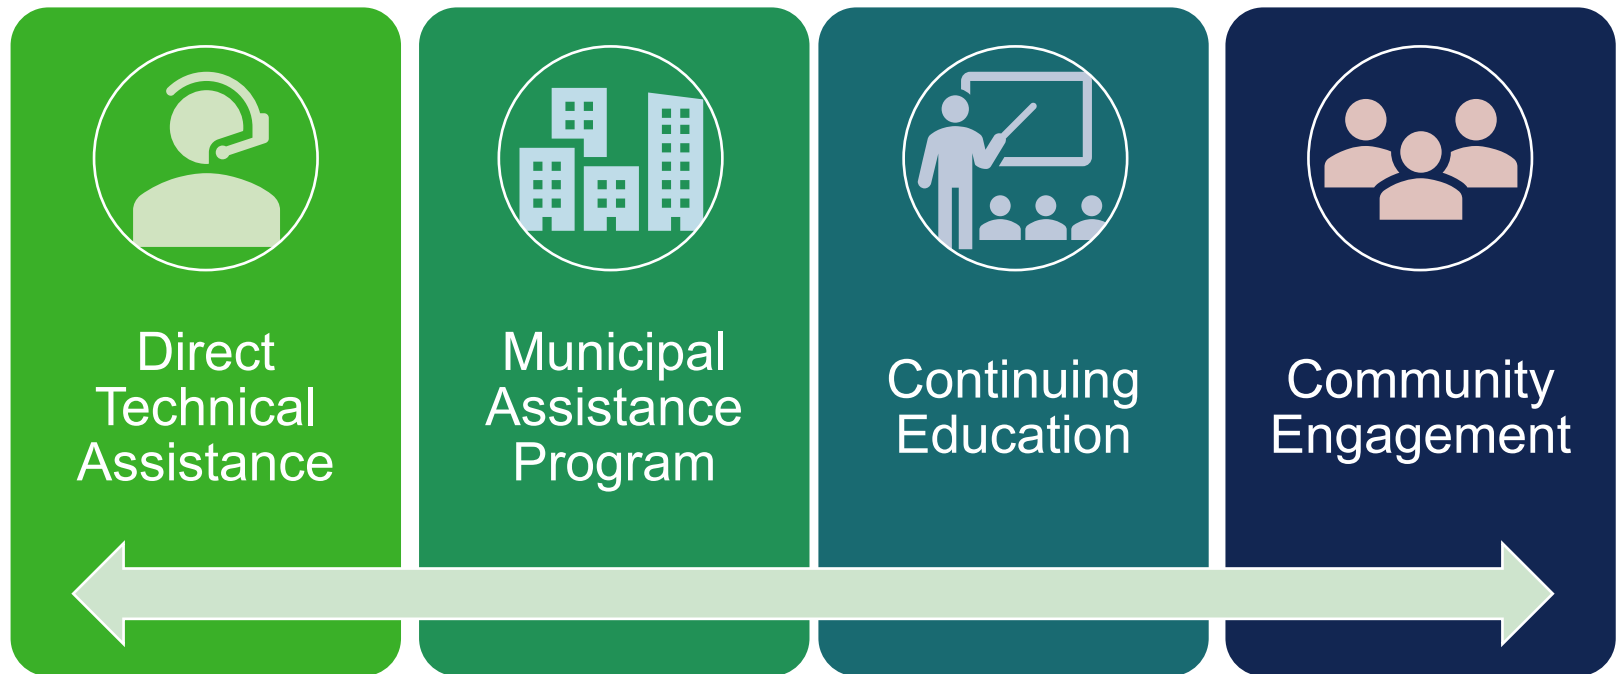 Direct
Technical
Assistance
Municipal
Assistance
Program
Continuing
Education
Community
Engagement